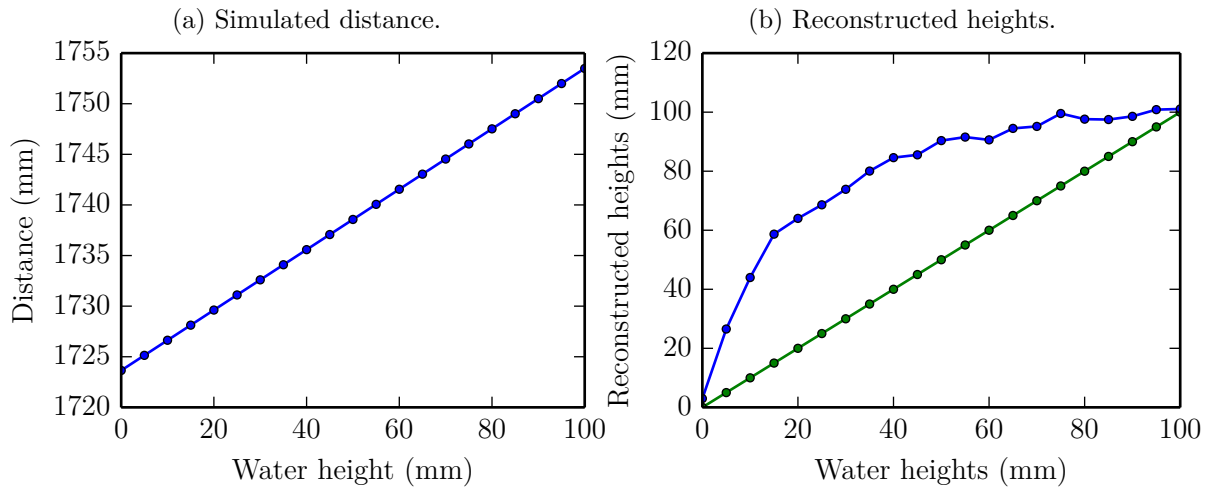 (a) Simulated distance.
1755
1750
1745
1740
1735
1730
1725
1720
Distance (mm)
0 20 40 60 80 100
Water height (mm)
(b) Reconstructed heights.
120
100
80
60
40
20
0
Reconstructed heights (mm)
0 20 40 60 80 100
Water heights (mm)